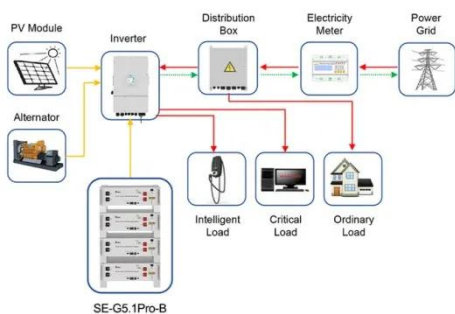 PV Module
Inverter
Distribution
Box
Electricity
Meter
Power
Grid
Alternator
Intelligent
Load
Critical
Load
Ordinary
Load
SE-G5.1Pro-B